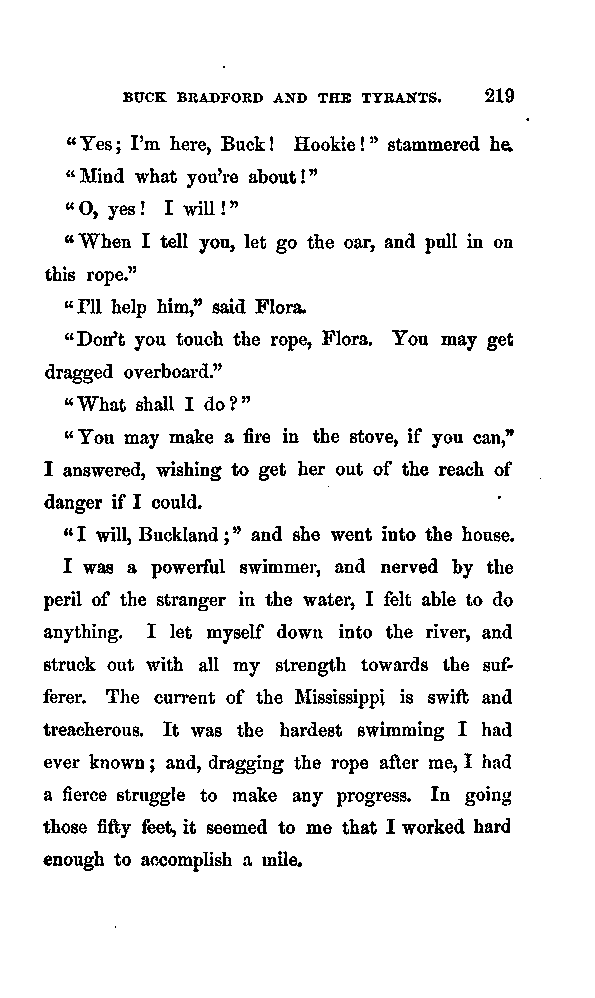 BUCK BRADFORD AND THE TYRANTS. 219
"Yes; I'm here, Buck! Hookie!" stammered he.
"Mind what you're about!"
"O, yes! I will!"
"When I tell you, let go the oar, and pull in on
this rope."
"I'll help him," said Flora.
"Don't you touch the rope, Flora. You may get
dragged overboard."
"What shall I do?"
"You may make a fire in the stove, if you can,"
I answered, wishing to get her out of the reach of
danger if I could.
"I will, Buckland;" and she went into the house.
I was a powerful swimmer, and nerved by the
peril of the stranger in the water, I felt able to do
anything. I let myself down into the river, and
struck out with all my strength towards the suf-
ferer. The current of the Mississippi is swift and
treacherous. It was the hardest swimming I had
ever known; and, dragging the rope after me, I had
a fierce struggle to make any progress. In going
those fifty feet, it seemed to me that I worked hard
enough to accomplish a mile.